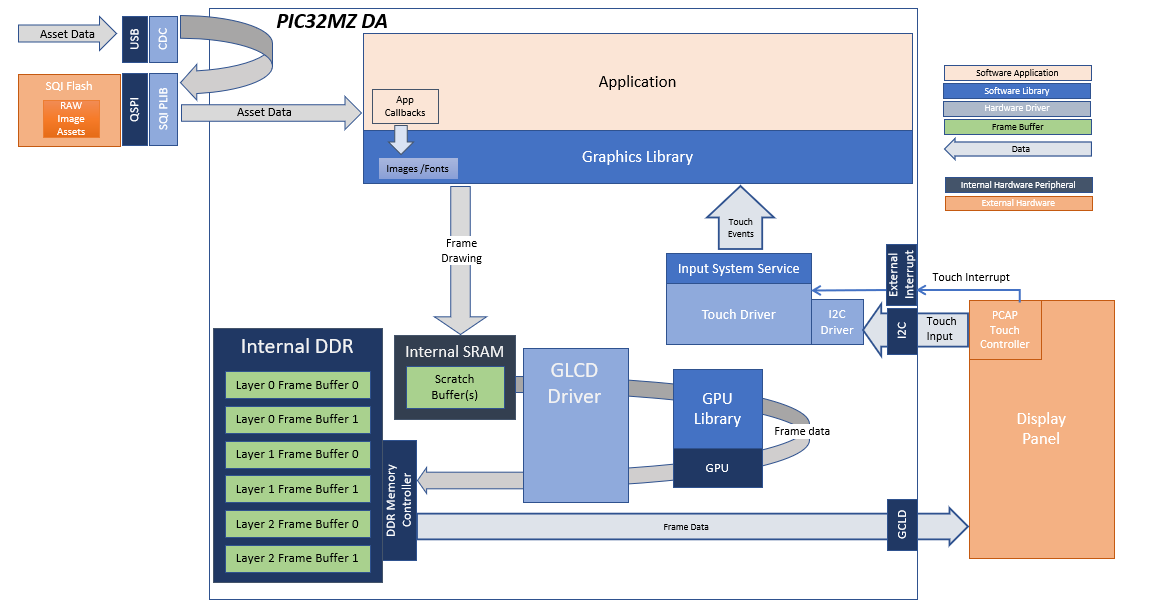 PIC32MZ DA
Asset Data
USB
CDC
SQI Flash
RAW
Image
Assets
QSPI
SQI PLIB
Asset Data
Application
App
Callbacks
Graphics Library
Images /Fonts
Software Application
Software Library
Hardware Driver
Frame Buffer
Data
Internal Hardware Peripheral
External Hardware
Frame
Drawing
Touch
Events
Input System Service
Touch Driver
I2C
Driver
External
Interrupt
Touch Interrupt
I2C
Touch
Input
PCAP
Touch
Controller
Display
Panel
Internal DDR
Layer 0 Frame Buffer 0
Layer 0 Frame Buffer 1
Layer 1 Frame Buffer 0
Layer 1 Frame Buffer 1
Layer 2 Frame Buffer 0
Layer 2 Frame Buffer 1
DDR Memory
Controller
Internal SRAM
Scratch
Buffer(s)
GLCD
Driver
GPU
Library
GPU
Frame data
Frame Data
GCLD